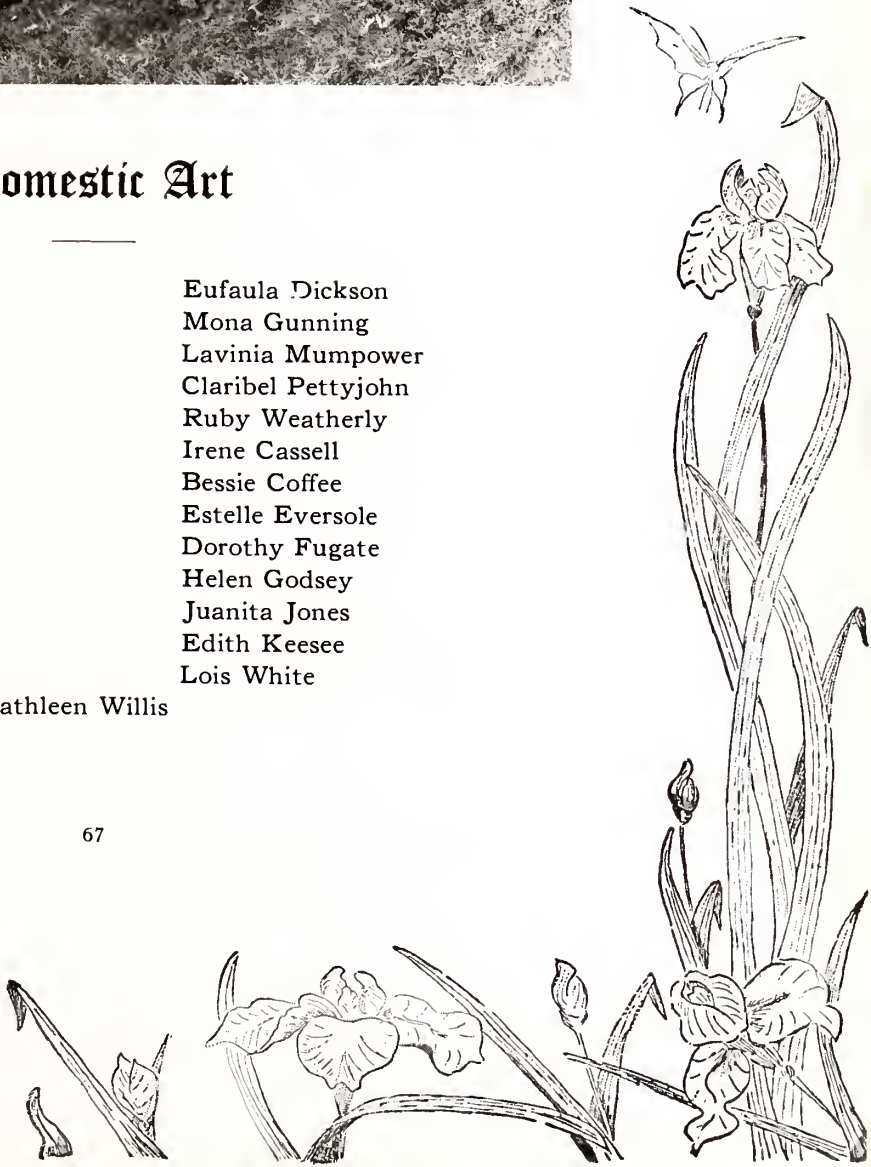 omestic Art
Eufaula Dickson
Mona Gunning
Lavinia Mumpower
Claribel Pettyjohn
Ruby Weatherly
Irene Cassell
Bessie Coffee
Estelle Eversole
Dorothy Fugate
Helen Godsey
Juanita Jones
Edith Keesee
Lois White
athleen Willis
67